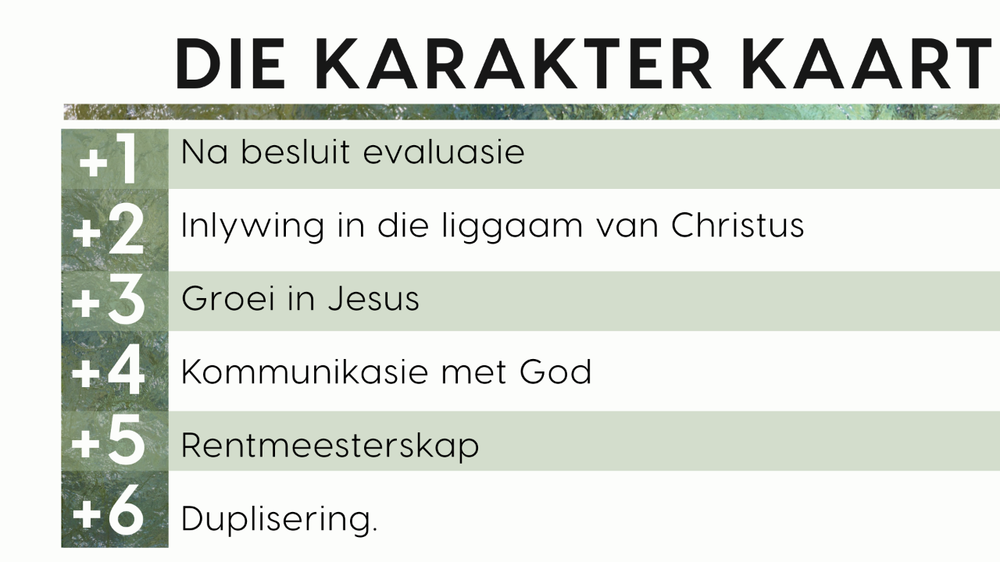 DIE KARAKTER KAART
+1 Na besluit evaluasie
+2 Inlywing in die liggaam van Christus
+3 Groei in Jesus
+4 Kommunikasie met God
+5 Rentmeesterskap
+6 Duplisering.